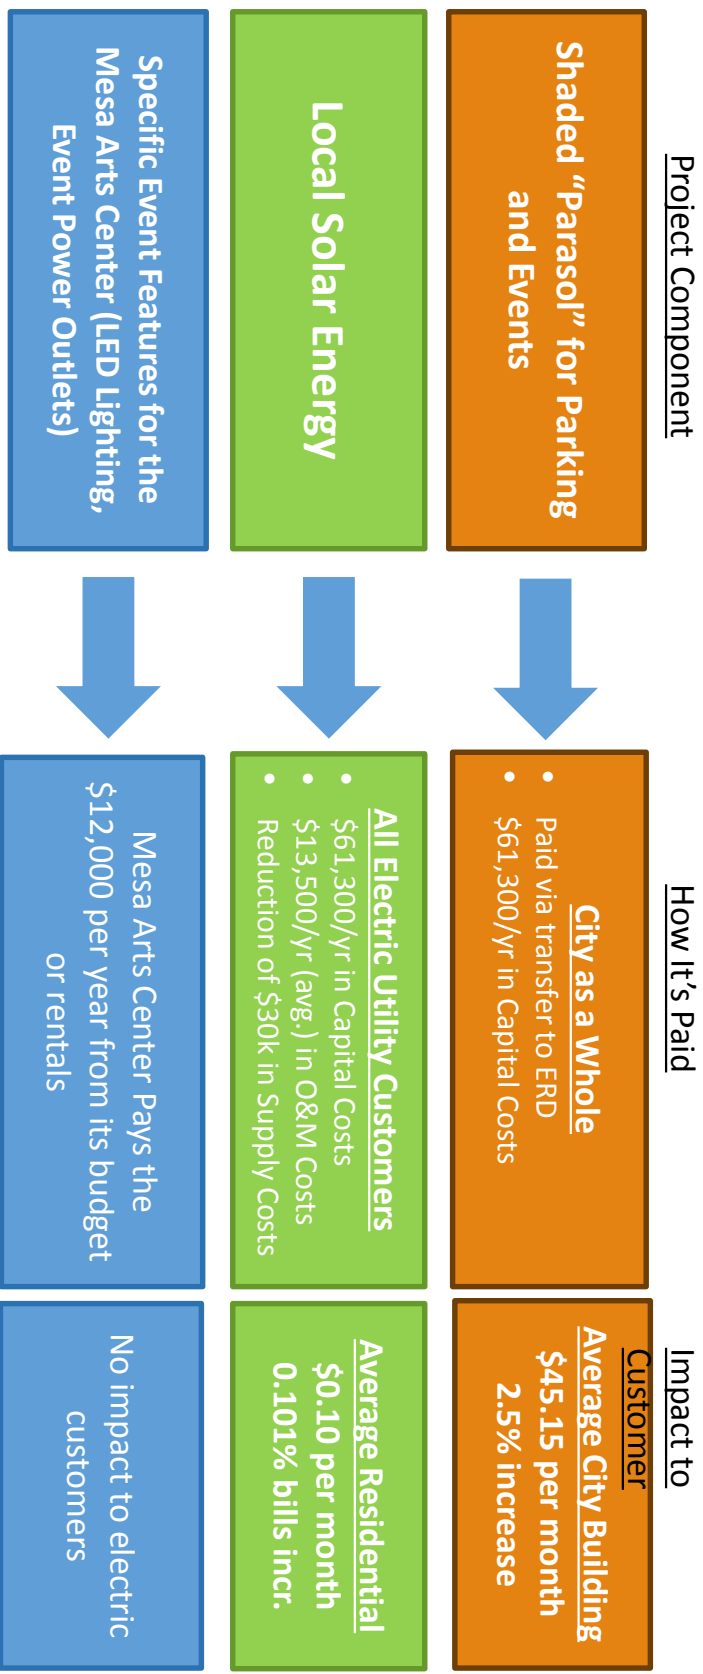 Project Component
How It's Paid
Impact to
Customer
Shaded “Parasol” for Parking
and Events
City as a Whole
• Paid via transfer to ERD
• $61,300/yr in Capital Costs
Average City Building
$45.15 per month
2.5% increase
Local Solar Energy
All Electric Utility Customers
• $61,300/yr in Capital Costs
• $13,500/yr (avg.) in O&M Costs
• Reduction of $30k in Supply Costs
Average Residential
$0.10 per month
0.101% bills incr.
Specific Event Features for the
Mesa Arts Center (LED Lighting,
Event Power Outlets)
Mesa Arts Center Pays the
$12,000 per year from its budget
or rentals
No impact to electric
customers